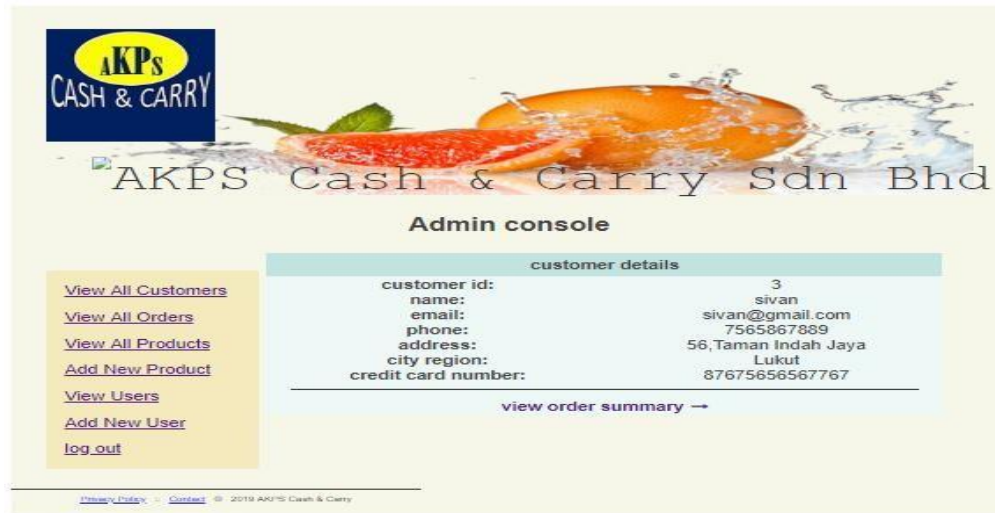 AKPS
CASH & CARRY
AKPS Cash & Carry Sdn Bhd
Admin console
customer details
View All Customers
View All Orders
View All Products
Add New Product
View Users
Add New User
log out
customer id: 3
name: sivan
email: sivan@gmail.com
phone: 7565867889
address: 56,Taman Indah Jaya
city region: Lukut
credit card number: 87675656567767
view order summary →
Privacy Policy :: Contact © 2019 AKPS Cash & Carry